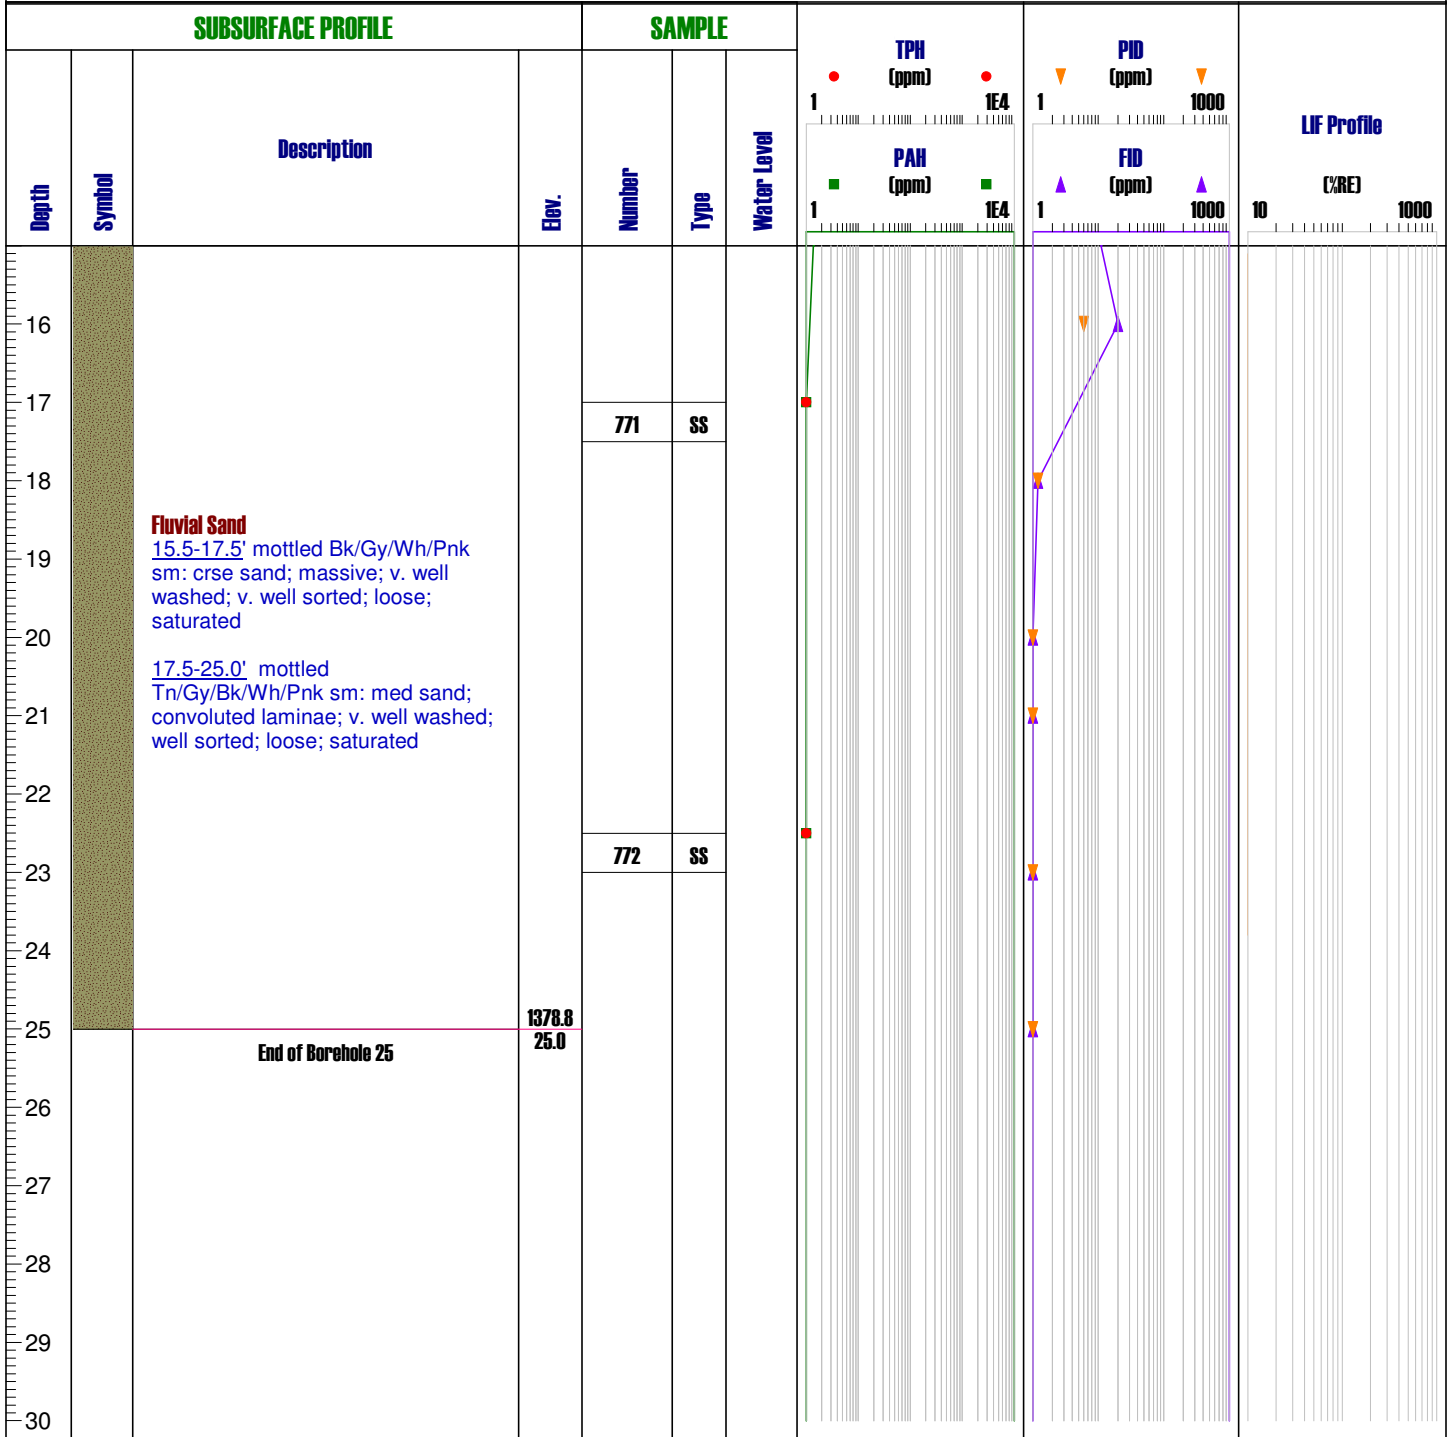 SUBSURFACE PROFILE
SAMPLE
Depth
Symbol
Description
Elev.
Number
Type
Water Level
TPH
(ppm)
1 1E4
PAH
(ppm)
1 1E4
PID
(ppm)
1 1000
FID
(ppm)
1 1000
LIF Profile
(%RE)
10 1000
16
17
771 SS
18
Fluvial Sand
15.5-17.5' mottled Bk/Gy/Wh/Pnk
sm: crse sand; massive; v. well
washed; v. well sorted; loose;
saturated
19
20
17.5-25.0' mottled
Tn/Gy/Bk/Wh/Pnk sm: med sand;
convoluted laminae; v. well washed;
well sorted; loose; saturated
21
22
772 SS
23
24
25
1378.8
25.0
End of Borehole 25
26
27
28
29
30